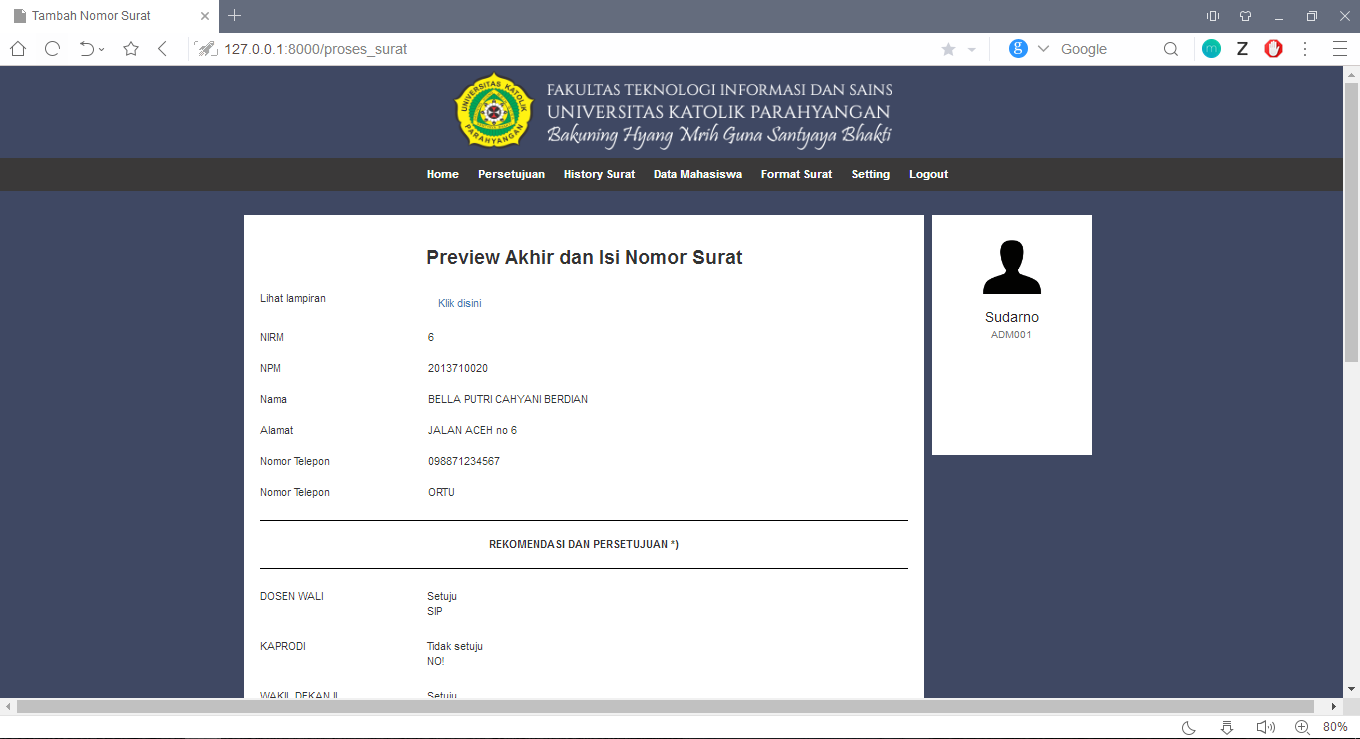 Tambah Nomor Surat
127.0.0.1:8000/proses_surat
Google
UNIVERSITAS KATOLIK PARAHYANGAN
FAKULTAS TEKNOLOGI INFORMASI DAN SAINS
UNIVERSITAS KATOLIK PARAHYANGAN
Bakuning Hyang Mrih Guna Santyaya Bhakti
Home Persetujuan History Surat Data Mahasiswa Format Surat Setting Logout
Preview Akhir dan Isi Nomor Surat
Lihat lampiran Klik disini
NIRM 6
NPM 2013710020
Nama BELLA PUTRI CAHYANI BERDIAN
Alamat JALAN ACEH no 6
Nomor Telepon 098871234567
Nomor Telepon ORTU
REKOMENDASI DAN PERSETUJUAN *)
DOSEN WALI Setuju
SIP
KAPRODI Tidak setuju
NO!
WAKIL DEKAN II Setuju
Sudarno
ADM001
80%